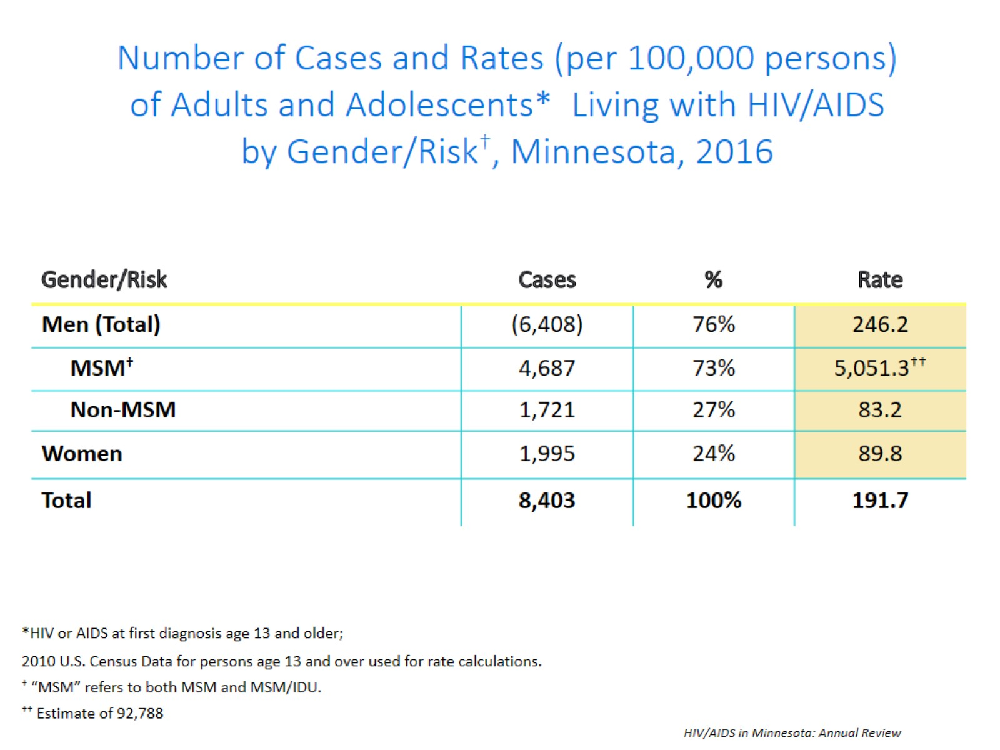 Number of Cases and Rates (per 100,000 persons)
of Adults and Adolescents* Living with HIV/AIDS
by Gender/Risk†, Minnesota, 2016
Gender/Risk Cases % Rate
Men (Total) (6,408) 76% 246.2
MSM† 4,687 73% 5,051.3††
Non-MSM 1,721 27% 83.2
Women 1,995 24% 89.8
Total 8,403 100% 191.7
*HIV or AIDS at first diagnosis age 13 and older;
2010 U.S. Census Data for persons age 13 and over used for rate calculations.
† “MSM” refers to both MSM and MSM/IDU.
†† Estimate of 92,788
HIV/AIDS in Minnesota: Annual Review